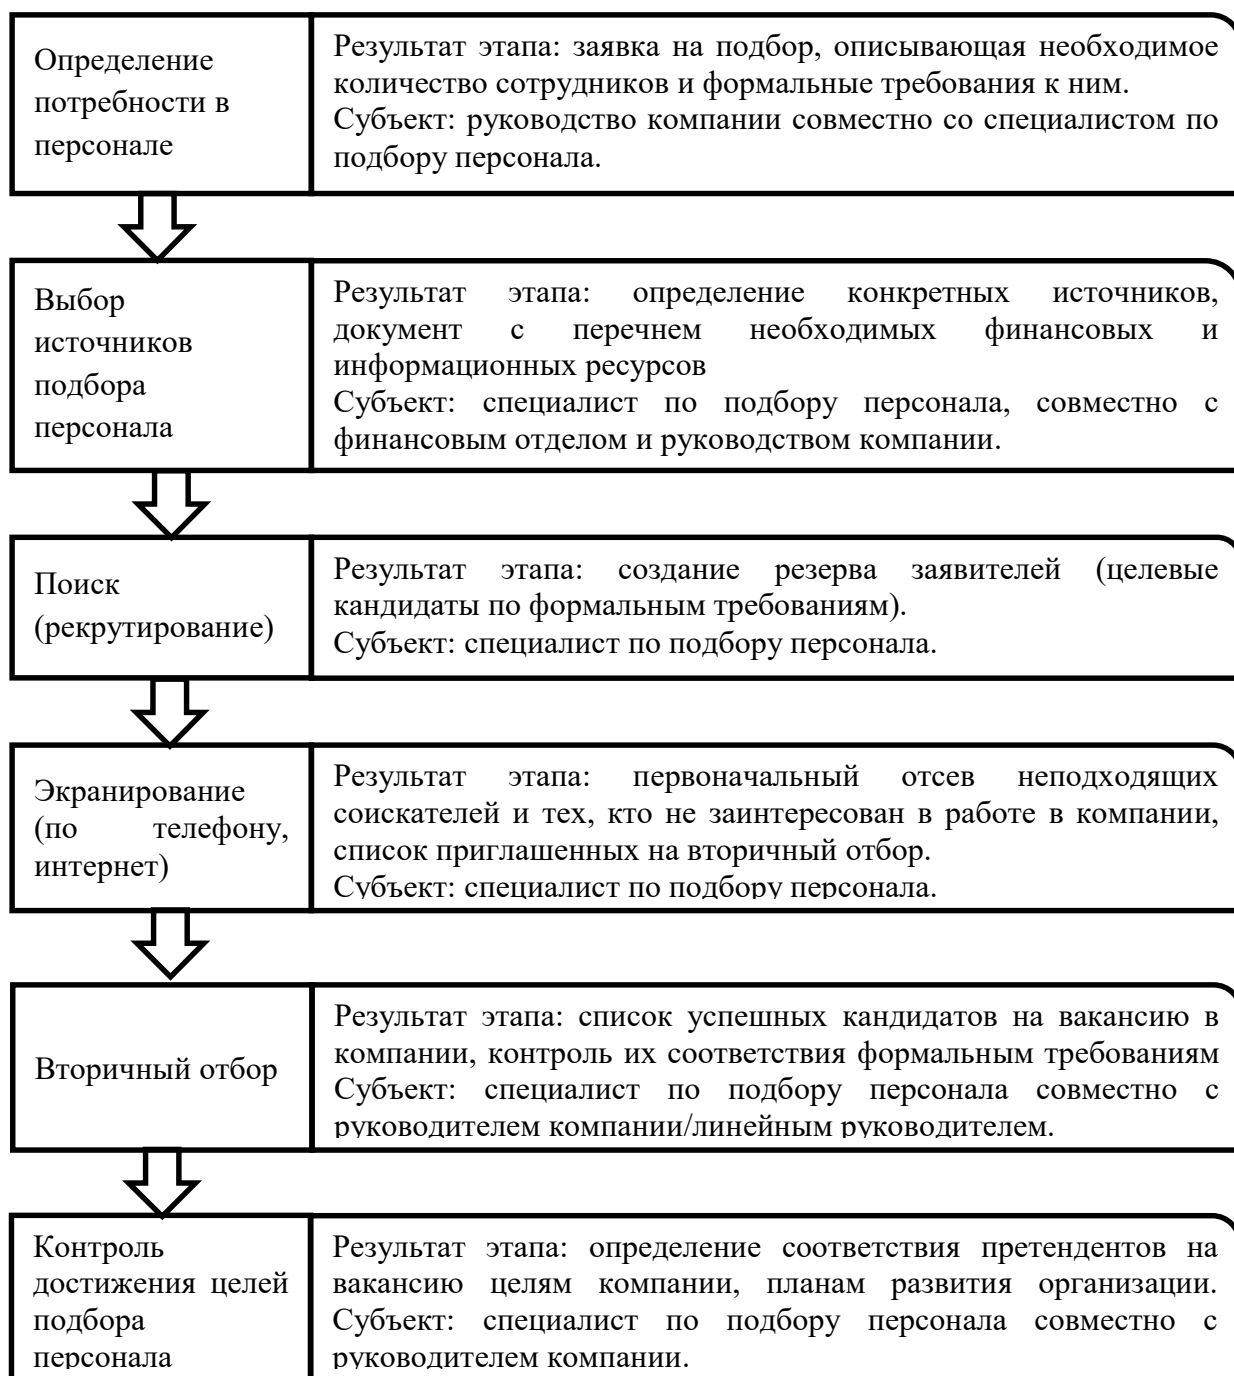 Определение
потребности в
персонале
Результат этапа: заявка на подбор, описывающая необходимое
количество сотрудников и формальные требования к ним.
Субъект: руководство компании совместно со специалистом по
подбору персонала.
Выбор
источников
подбора
персонала
Результат этапа: определение конкретных источников,
документ с перечнем необходимых финансовых и
информационных ресурсов
Субъект: специалист по подбору персонала, совместно с
финансовым отделом и руководством компании.
Поиск
(рекрутирование)
Результат этапа: создание резерва заявителей (целевые
кандидаты по формальным требованиям).
Субъект: специалист по подбору персонала.
Экранирование
(по телефону,
интернет)
Результат этапа: первоначальный отсев неподходящих
соискателей и тех, кто не заинтересован в работе в компании,
список приглашенных на вторичный отбор.
Субъект: специалист по подбору персонала.
Вторичный отбор
Результат этапа: список успешных кандидатов на вакансию в
компании, контроль их соответствия формальным требованиям
Субъект: специалист по подбору персонала совместно с
руководителем компании/линейным руководителем.
Контроль
достижения целей
подбора
персонала
Результат этапа: определение соответствия претендентов на
вакансию целям компании, планам развития организации.
Субъект: специалист по подбору персонала совместно с
руководителем компании.